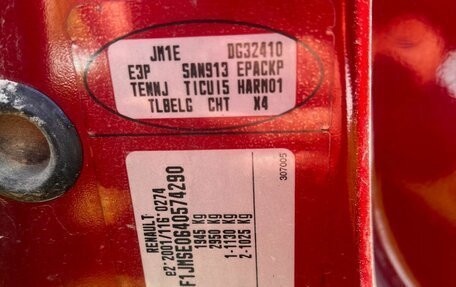 JM1E DG32410
E3P SAN913 EPACKP
TENNJ TICUI5 HARM01
TLBELG CHT X4
RENAULT
e2*2001/116*0274
F1JMSE0640574290
1945 Kg
2950 Kg
1-1130 Kg
2-1025 Kg
307005